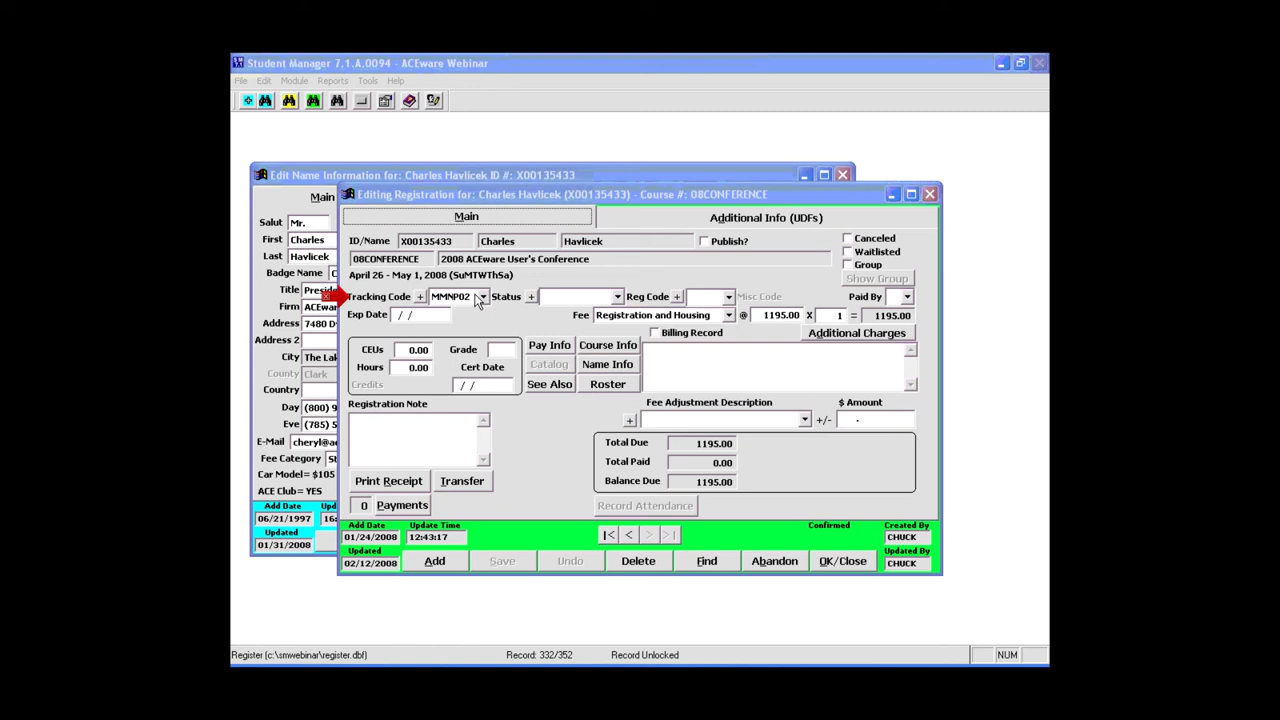 Student Manager 7.1.A.0094 - ACEware Webinar
File Edit Module Reports Tools Help
Edit Name Information for: Charles Havlicek ID #: X00135433
Editing Registration for: Charles Havlicek (X00135433) - Course #: 08CONFERENCE
Main
Main
Additional Info (UDFs)
Salut Mr.
First Charles
Last Havlicek
Badge Name
Title
Firm
Address
Address 2
City
County Clark
Country
Day
Eve
E-Mail
Fee Category
Car Model= $105
ACE Club= YES
Add Date
06/21/1997
Updated
01/31/2008
ID/Name X00135433 Charles Havlicek Publish?
08CONFERENCE 2008 ACEware User's Conference
April 26 - May 1, 2008 (SuMTWThSa)
Canceled
Waitlisted
Group
Show Group
Tracking Code + MMNP02 Status + Reg Code + Misc Code Paid By
Exp Date / / Fee Registration and Housing @ 1195.00 X 1 = 1195.00
Billing Record Additional Charges
CEUs 0.00 Grade
Hours 0.00 Cert Date
Credits / /
Pay Info Course Info
Catalog Name Info
See Also Roster
Registration Note
Fee Adjustment Description $ Amount
+ +/- .
Total Due 1195.00
Total Paid 0.00
Balance Due 1195.00
Print Receipt Transfer
0 Payments
Record Attendance
Add Date Update Time Confirmed Created By
01/24/2008 12:43:17 |< < > >| CHUCK
Updated Updated By
02/12/2008 Add Save Undo Delete Find Abandon OK/Close CHUCK
Register (c:\smwebinar\register.dbf) Record: 332/352 Record Unlocked NUM